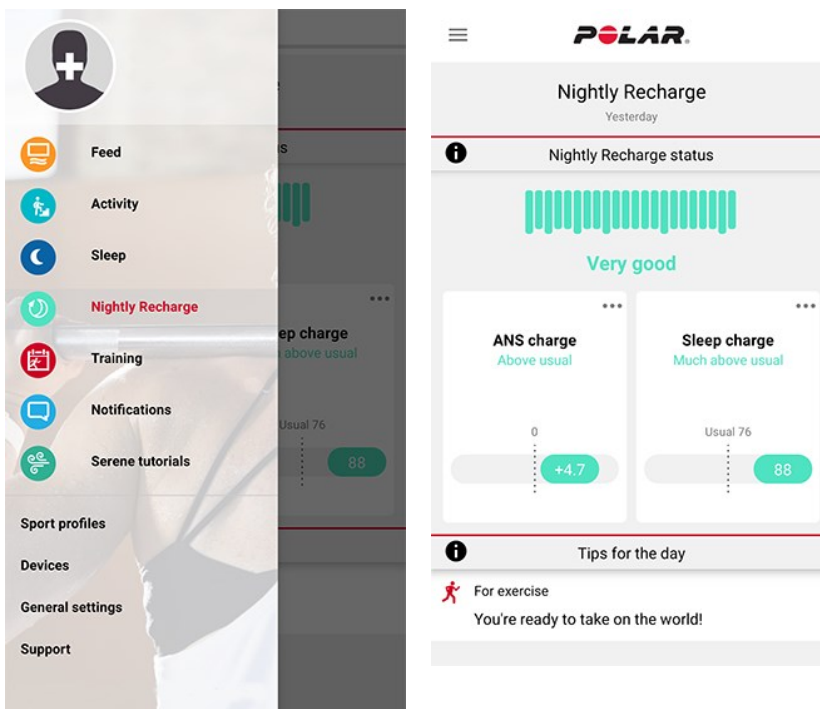 Feed
Activity
Sleep
Nightly Recharge
Training
Notifications
Serene tutorials
Sport profiles
Devices
General settings
Support
s
ep charge
above usual
Usual 76
88
POLAR
Nightly Recharge
Yesterday
Nightly Recharge status
Very good
ANS charge
Above usual
0
+4.7
Sleep charge
Much above usual
Usual 76
88
Tips for the day
For exercise
You're ready to take on the world!